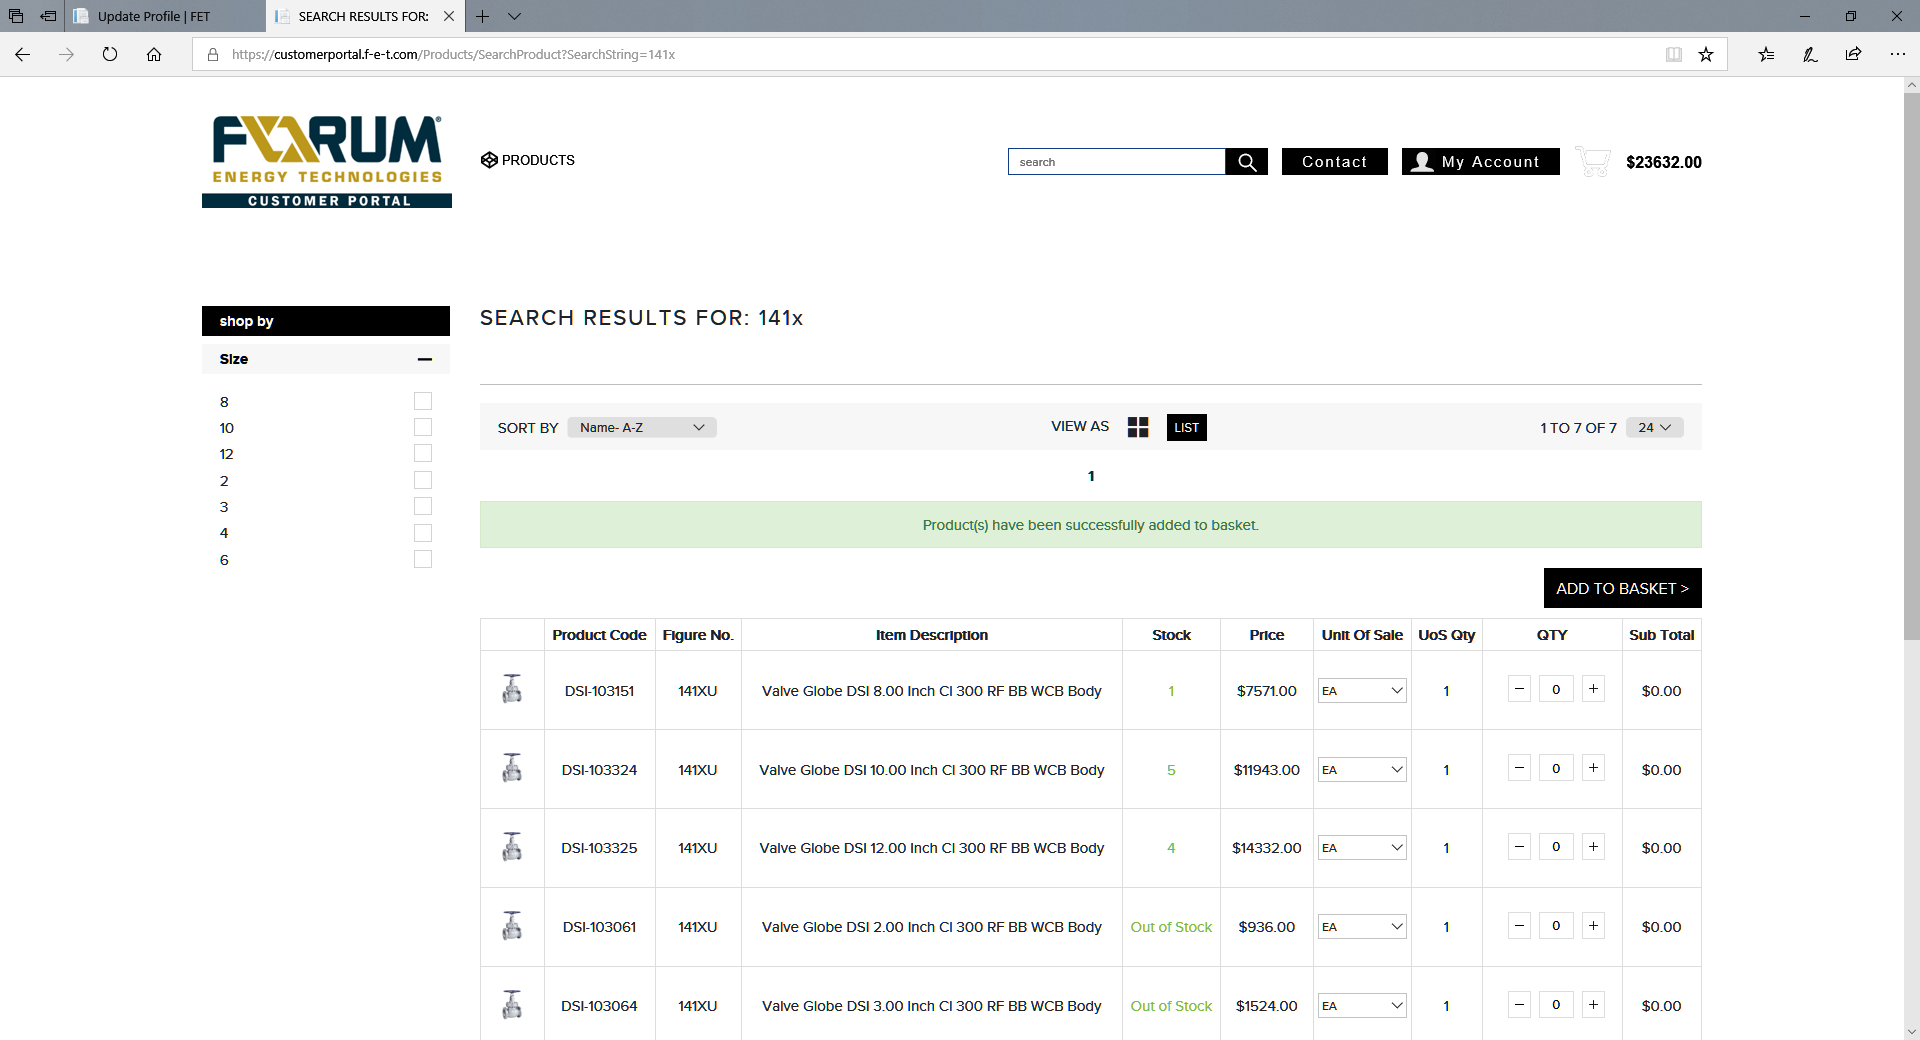 Update Profile | FET
SEARCH RESULTS FOR:
https://customerportal.f-e-t.com/Products/SearchProduct?SearchString=141x
FORUM®
ENERGY TECHNOLOGIES
CUSTOMER PORTAL
PRODUCTS
search
Contact
My Account
$23632.00
shop by
Size
8
10
12
2
3
4
6
SEARCH RESULTS FOR: 141x
SORT BY Name- A-Z VIEW AS LIST 1 TO 7 OF 7 24
1
Product(s) have been successfully added to basket.
ADD TO BASKET >
Product Code Figure No. Item Description Stock Price Unit Of Sale UoS Qty QTY Sub Total
DSI-103151 141XU Valve Globe DSI 8.00 Inch Cl 300 RF BB WCB Body 1 $7571.00 EA 1 − 0 + $0.00
DSI-103324 141XU Valve Globe DSI 10.00 Inch Cl 300 RF BB WCB Body 5 $11943.00 EA 1 − 0 + $0.00
DSI-103325 141XU Valve Globe DSI 12.00 Inch Cl 300 RF BB WCB Body 4 $14332.00 EA 1 − 0 + $0.00
DSI-103061 141XU Valve Globe DSI 2.00 Inch Cl 300 RF BB WCB Body Out of Stock $936.00 EA 1 − 0 + $0.00
DSI-103064 141XU Valve Globe DSI 3.00 Inch Cl 300 RF BB WCB Body Out of Stock $1524.00 EA 1 − 0 + $0.00